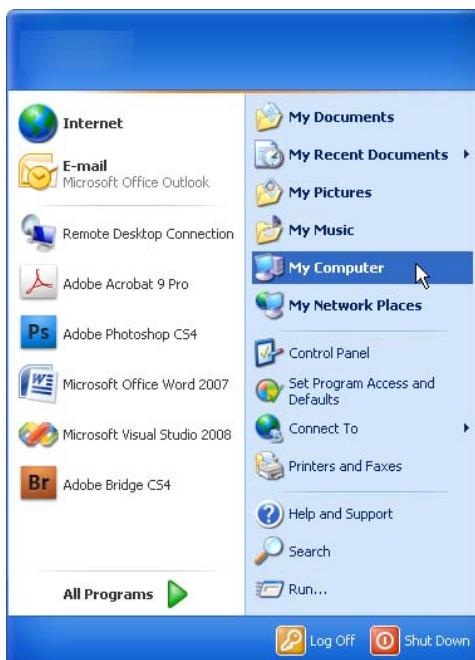 Internet
E-mail
Microsoft Office Outlook
Remote Desktop Connection
Adobe Acrobat 9 Pro
Ps
Adobe Photoshop CS4
W
Microsoft Office Word 2007
Microsoft Visual Studio 2008
Br
Adobe Bridge CS4
All Programs
My Documents
My Recent Documents
My Pictures
My Music
My Computer
My Network Places
Control Panel
Set Program Access and
Defaults
Connect To
Printers and Faxes
Help and Support
Search
Run...
Log Off
Shut Down